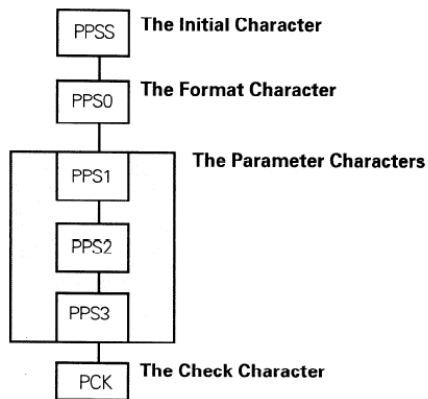 PPSS The Initial Character
PPS0 The Format Character
The Parameter Characters
PPS1
PPS2
PPS3
PCK The Check Character